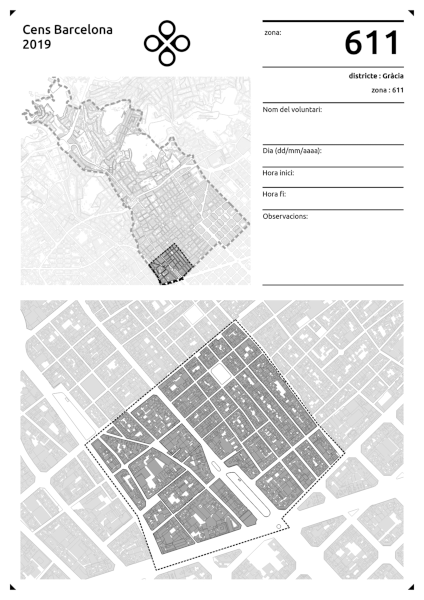 Cens Barcelona
2019
zona:
611
districte : Gràcia
zona : 611
Nom del voluntari:
Dia (dd/mm/aaaa):
Hora inici:
Hora fi:
Observacions: